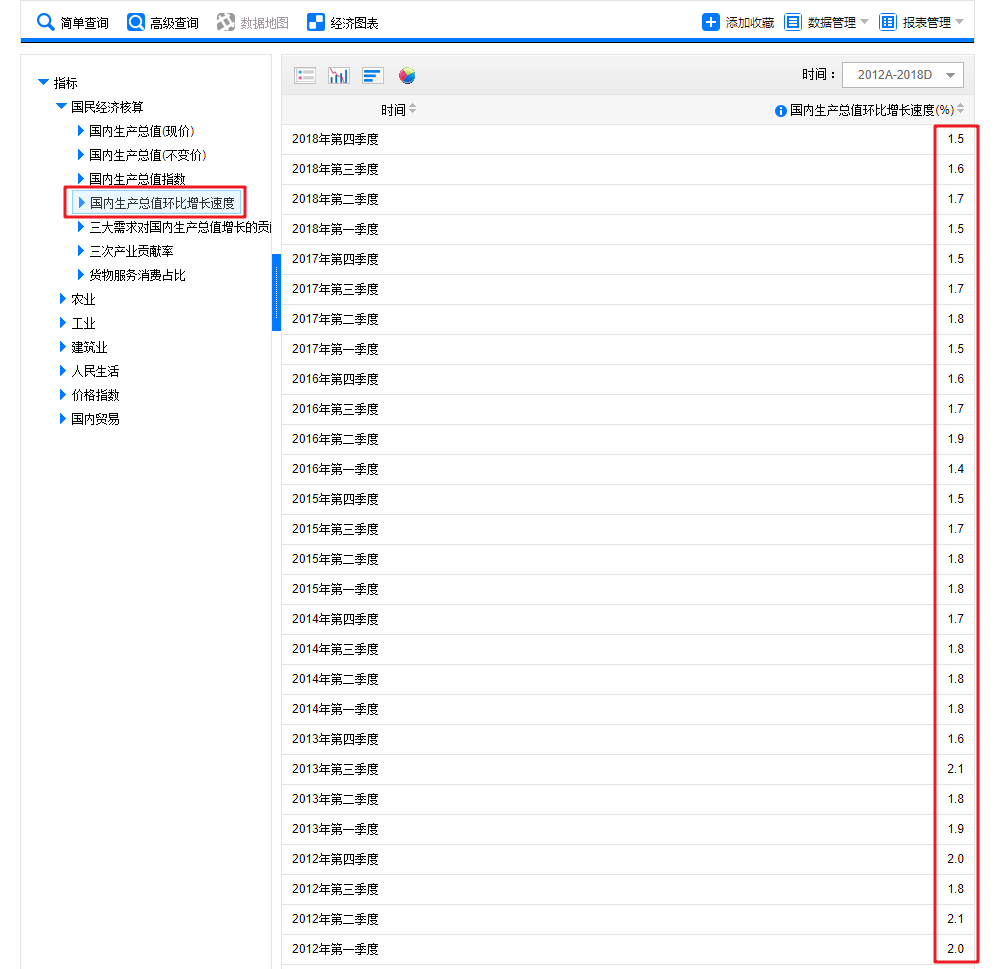 简单查询 高级查询 数据地图 经济图表 添加收藏 数据管理 报表管理
指标
国民经济核算
国内生产总值(现价)
国内生产总值(不变价)
国内生产总值指数
国内生产总值环比增长速度
三大需求对国内生产总值增长的贡
三次产业贡献率
货物服务消费占比
农业
工业
建筑业
人民生活
价格指数
国内贸易
时间： 2012A-2018D
时间 国内生产总值环比增长速度(%)
2018年第四季度 1.5
2018年第三季度 1.6
2018年第二季度 1.7
2018年第一季度 1.5
2017年第四季度 1.5
2017年第三季度 1.7
2017年第二季度 1.8
2017年第一季度 1.5
2016年第四季度 1.6
2016年第三季度 1.7
2016年第二季度 1.9
2016年第一季度 1.4
2015年第四季度 1.5
2015年第三季度 1.7
2015年第二季度 1.8
2015年第一季度 1.8
2014年第四季度 1.7
2014年第三季度 1.8
2014年第二季度 1.8
2014年第一季度 1.8
2013年第四季度 1.6
2013年第三季度 2.1
2013年第二季度 1.8
2013年第一季度 1.9
2012年第四季度 2.0
2012年第三季度 1.8
2012年第二季度 2.1
2012年第一季度 2.0